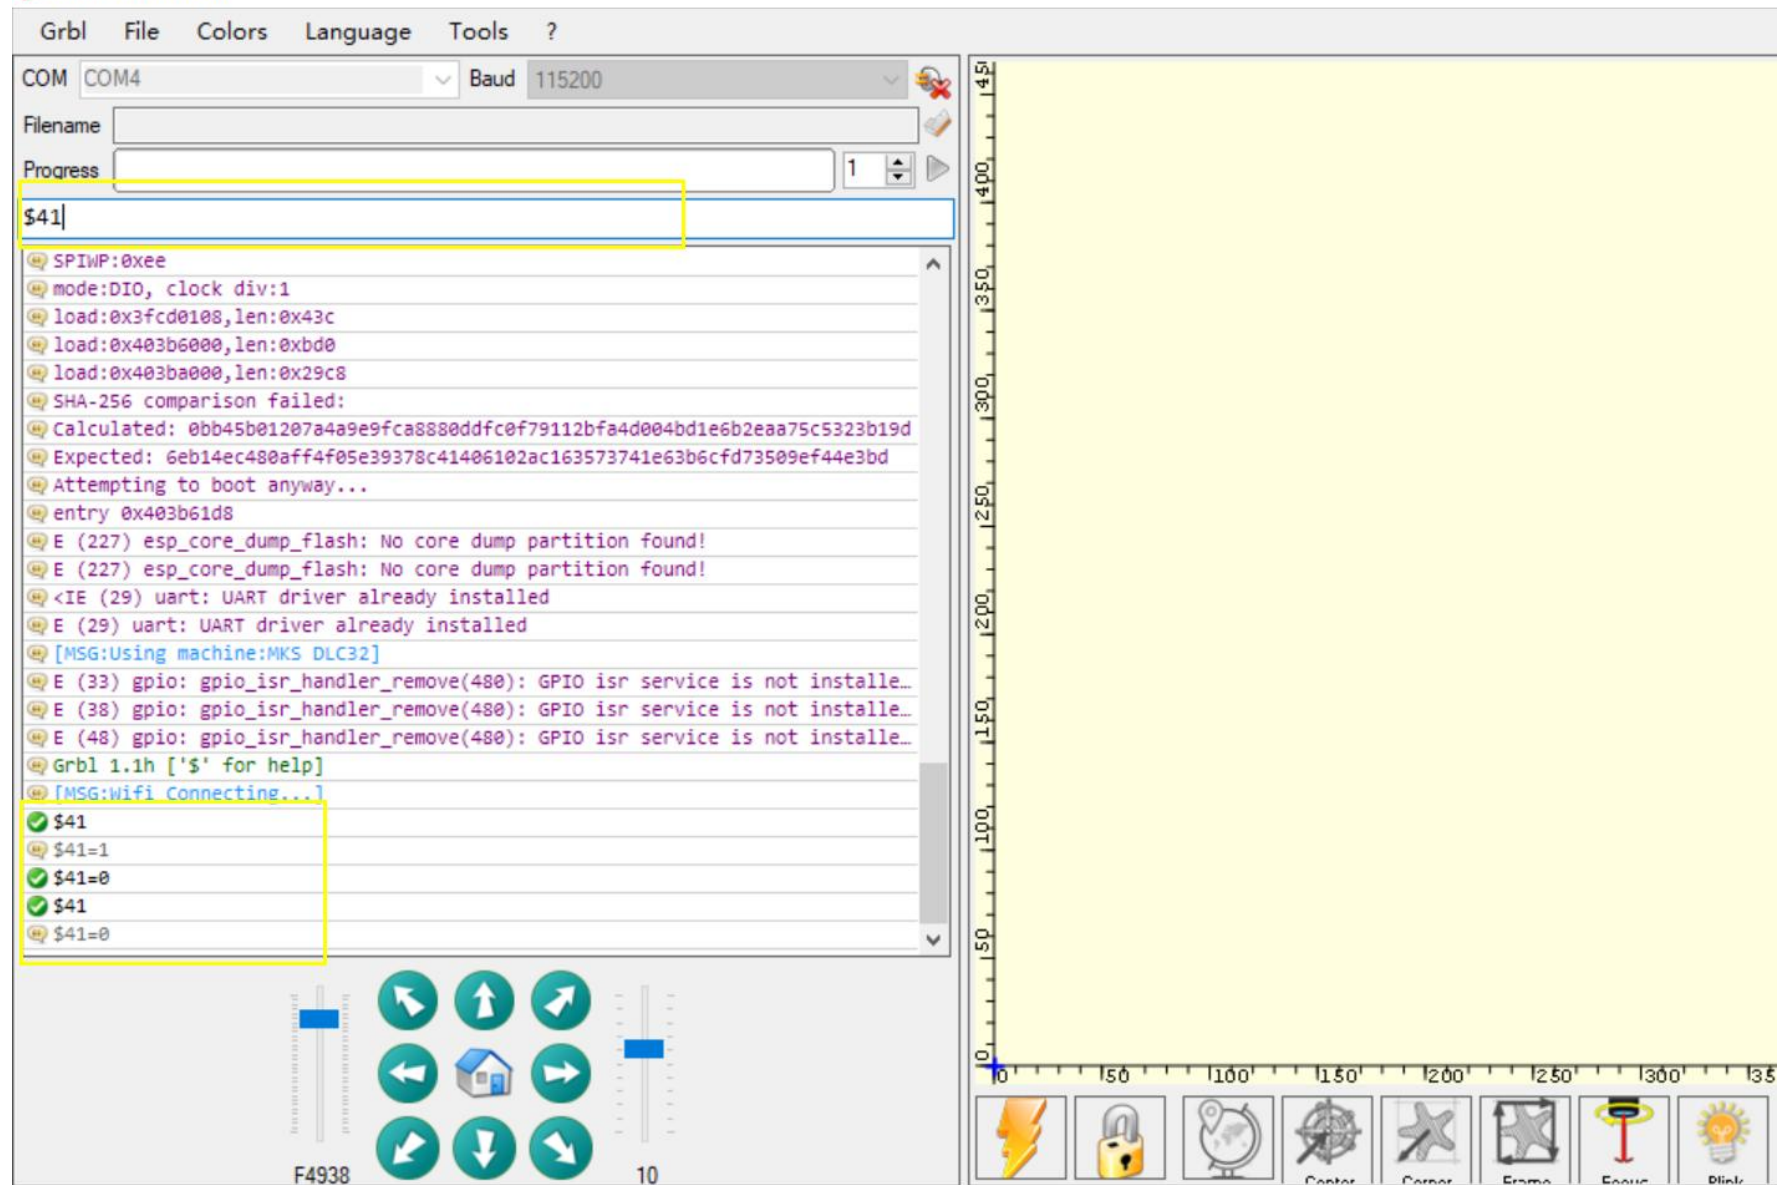 Grbl File Colors Language Tools ?
COM COM4 Baud 115200
Filename
Progress 1
$41
SPIWP:0xee
mode:DIO, clock div:1
load:0x3fcd0108,len:0x43c
load:0x403b6000,len:0xbd0
load:0x403ba000,len:0x29c8
SHA-256 comparison failed:
Calculated: 0bb45b01207a4a9e9fca8880ddfc0f79112bfa4d004bd1e6b2eaa75c5323b19d
Expected: 6eb14ec480aff4f05e39378c41406102ac163573741e63b6cfd73509ef44e3bd
Attempting to boot anyway...
entry 0x403b61d8
E (227) esp_core_dump_flash: No core dump partition found!
E (227) esp_core_dump_flash: No core dump partition found!
<IE (29) uart: UART driver already installed
E (29) uart: UART driver already installed
[MSG:Using machine:MKS DLC32]
E (33) gpio: gpio_isr_handler_remove(480): GPIO isr service is not installe…
E (38) gpio: gpio_isr_handler_remove(480): GPIO isr service is not installe…
E (48) gpio: gpio_isr_handler_remove(480): GPIO isr service is not installe…
Grbl 1.1h ['$' for help]
[MSG:Wifi Connecting...]
$41
$41=1
$41=0
$41
$41=0
F4938 10
450
400
350
300
250
200
150
100
50
0
0 50 100 150 200 250 300 35
Center Corner Frame Focus Blink